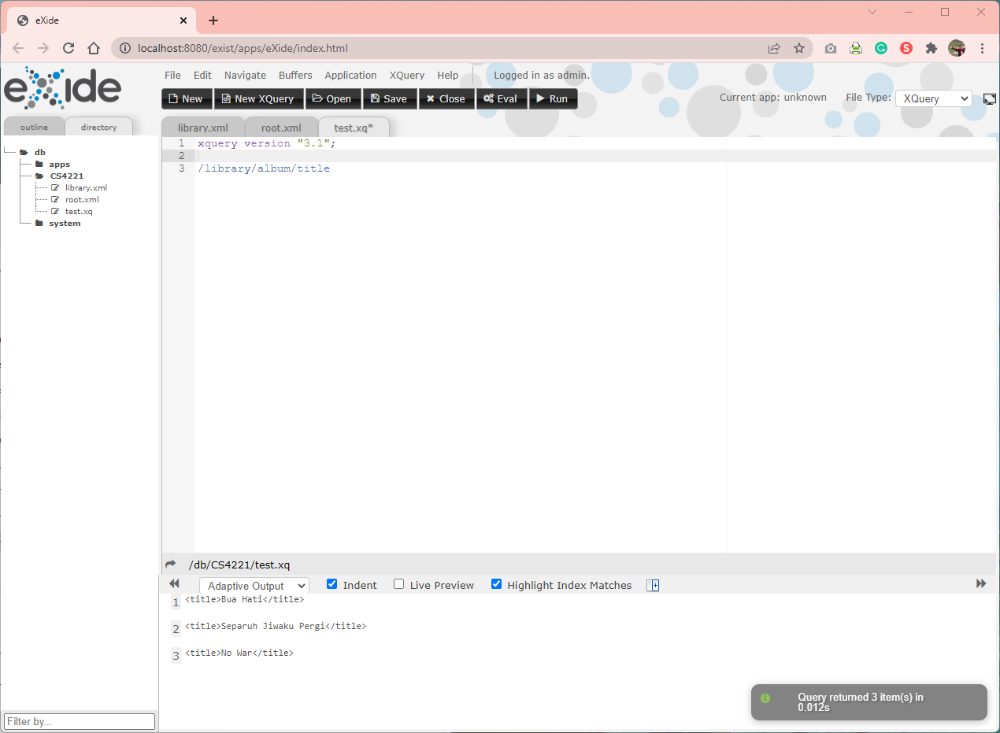 eXide
localhost:8080/exist/apps/eXide/index.html
eXide
File Edit Navigate Buffers Application XQuery Help Logged in as admin.
New New XQuery Open Save Close Eval Run
Current app: unknown File Type: XQuery
outline directory
library.xml root.xml test.xq*
db
apps
CS4221
library.xml
root.xml
test.xq
system
1 xquery version "3.1";
2
3 /library/album/title
/db/CS4221/test.xq
Adaptive Output Indent Live Preview Highlight Index Matches
1 <title>Bua Hati</title>
2 <title>Separuh Jiwaku Pergi</title>
3 <title>No War</title>
Query returned 3 item(s) in
0.012s
Filter by...